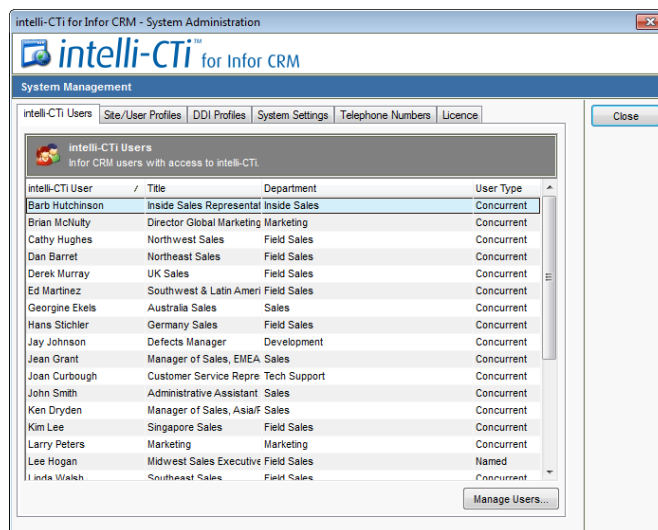 intelli-CTi for Infor CRM - System Administration
intelli-CTi™ for Infor CRM
System Management
intelli-CTi Users Site/User Profiles DDI Profiles System Settings Telephone Numbers Licence
Close
intelli-CTi Users
Infor CRM users with access to intelli-CTi.
intelli-CTi User / Title Department User Type
Barb Hutchinson Inside Sales Representat Inside Sales Concurrent
Brian McNulty Director Global Marketing Marketing Concurrent
Cathy Hughes Northwest Sales Field Sales Concurrent
Dan Barret Northeast Sales Field Sales Concurrent
Derek Murray UK Sales Field Sales Concurrent
Ed Martinez Southwest & Latin Ameri Field Sales Concurrent
Georgine Ekels Australia Sales Sales Concurrent
Hans Stichler Germany Sales Field Sales Concurrent
Jay Johnson Defects Manager Development Concurrent
Jean Grant Manager of Sales, EMEA Sales Concurrent
Joan Curbough Customer Service Repre Tech Support Concurrent
John Smith Administrative Assistant Sales Concurrent
Ken Dryden Manager of Sales, Asia/P Sales Concurrent
Kim Lee Singapore Sales Field Sales Concurrent
Larry Peters Marketing Marketing Concurrent
Lee Hogan Midwest Sales Executive Field Sales Named
Linda Walsh Southeast Sales Field Sales Concurrent
Manage Users...